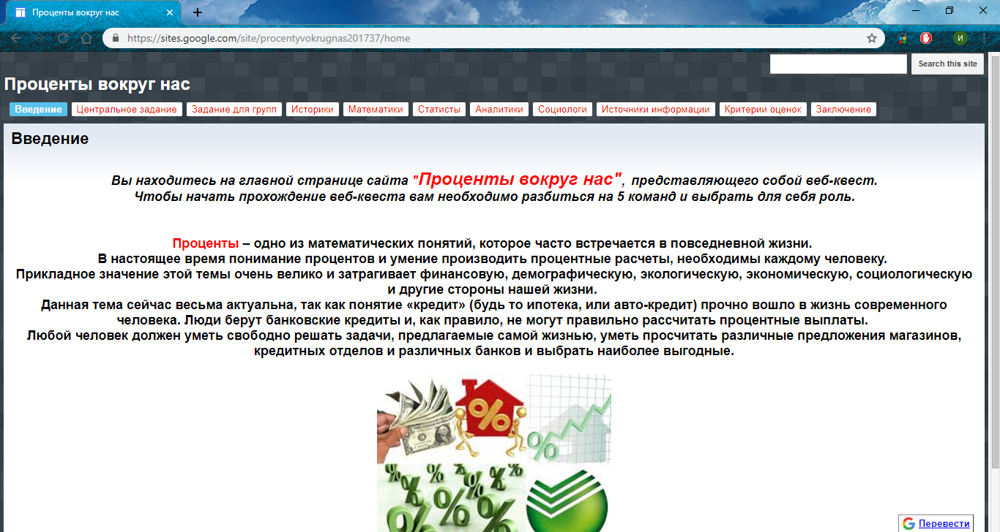 Проценты вокруг нас
https://sites.google.com/site/procentyvokrugnas201737/home
И
Search this site
Проценты вокруг нас
Введение Центральное задание Задание для групп Историки Математики Статисты Аналитики Социологи Источники информации Критерии оценок Заключение
Введение
Вы находитесь на главной странице сайта "Проценты вокруг нас", представляющего собой веб-квест.
Чтобы начать прохождение веб-квеста вам необходимо разбиться на 5 команд и выбрать для себя роль.
Проценты – одно из математических понятий, которое часто встречается в повседневной жизни.
В настоящее время понимание процентов и умение производить процентные расчеты, необходимы каждому человеку.
Прикладное значение этой темы очень велико и затрагивает финансовую, демографическую, экологическую, экономическую, социологическую
и другие стороны нашей жизни.
Данная тема сейчас весьма актуальна, так как понятие «кредит» (будь то ипотека, или авто-кредит) прочно вошло в жизнь современного
человека. Люди берут банковские кредиты и, как правило, не могут правильно рассчитать процентные выплаты.
Любой человек должен уметь свободно решать задачи, предлагаемые самой жизнью, уметь просчитать различные предложения магазинов,
кредитных отделов и различных банков и выбрать наиболее выгодные.
Перевести